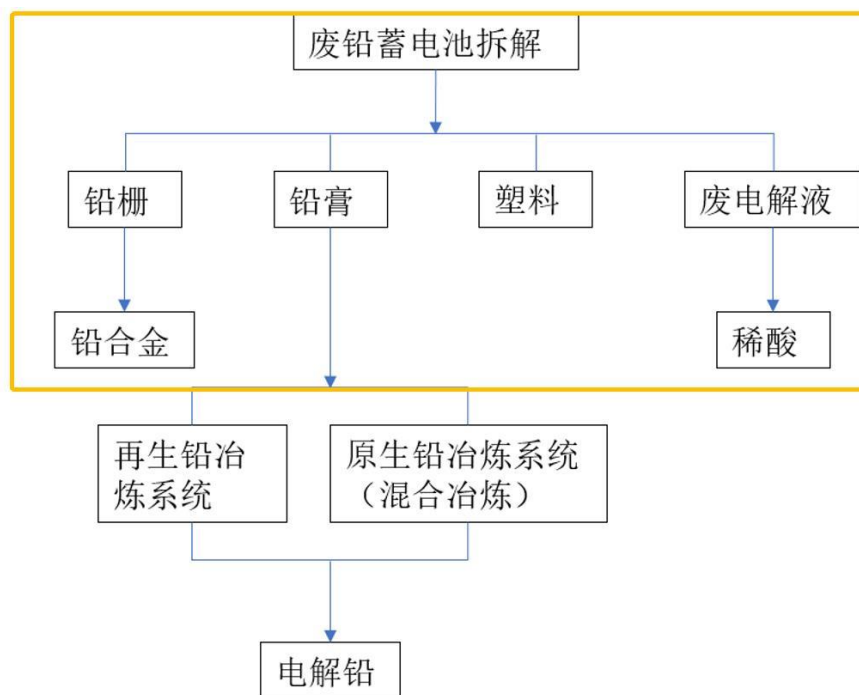 废铅蓄电池拆解
铅栅
铅膏
塑料
废电解液
铅合金
稀酸
再生铅冶
炼系统
原生铅冶炼系统
（混合冶炼）
电解铅